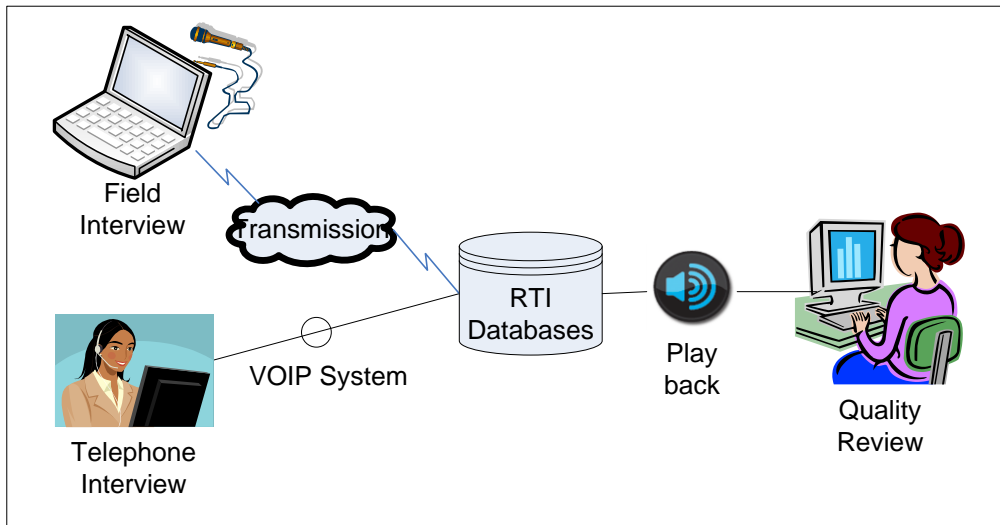 Field
Interview
Transmission
RTI
Databases
VOIP System
Play
back
Telephone
Interview
Quality
Review